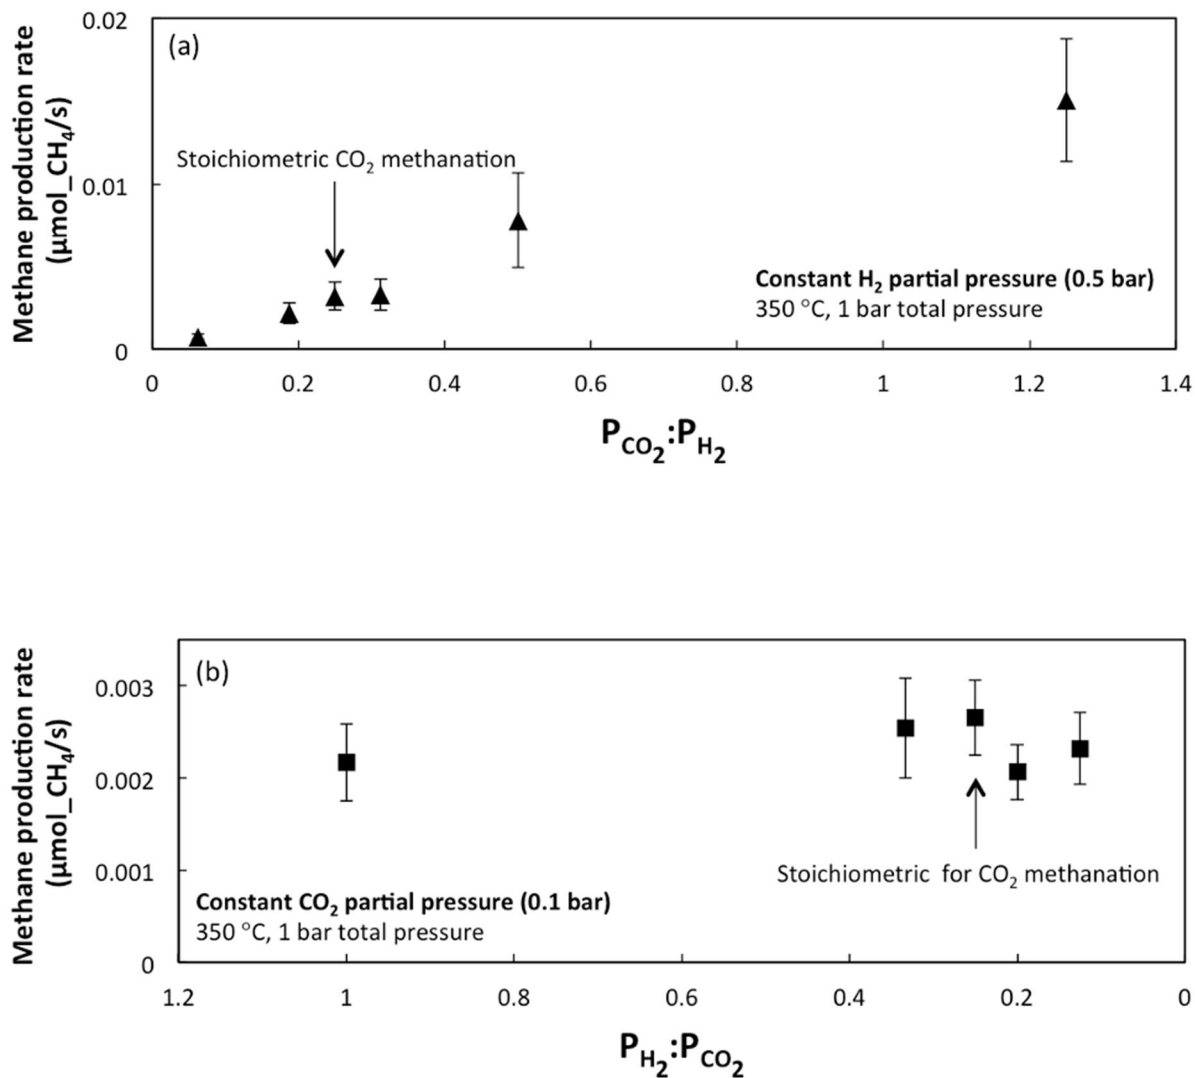 (a)
Methane production rate
(μmol_CH₄/s)
0.02
0.01
0
Stoichiometric CO₂ methanation
Constant H₂ partial pressure (0.5 bar)
350 °C, 1 bar total pressure
0 0.2 0.4 0.6 0.8 1 1.2 1.4
P_CO₂:P_H₂
(b)
Methane production rate
(μmol_CH₄/s)
0.003
0.002
0.001
0
Stoichiometric for CO₂ methanation
Constant CO₂ partial pressure (0.1 bar)
350 °C, 1 bar total pressure
1.2 1 0.8 0.6 0.4 0.2 0
P_H₂:P_CO₂